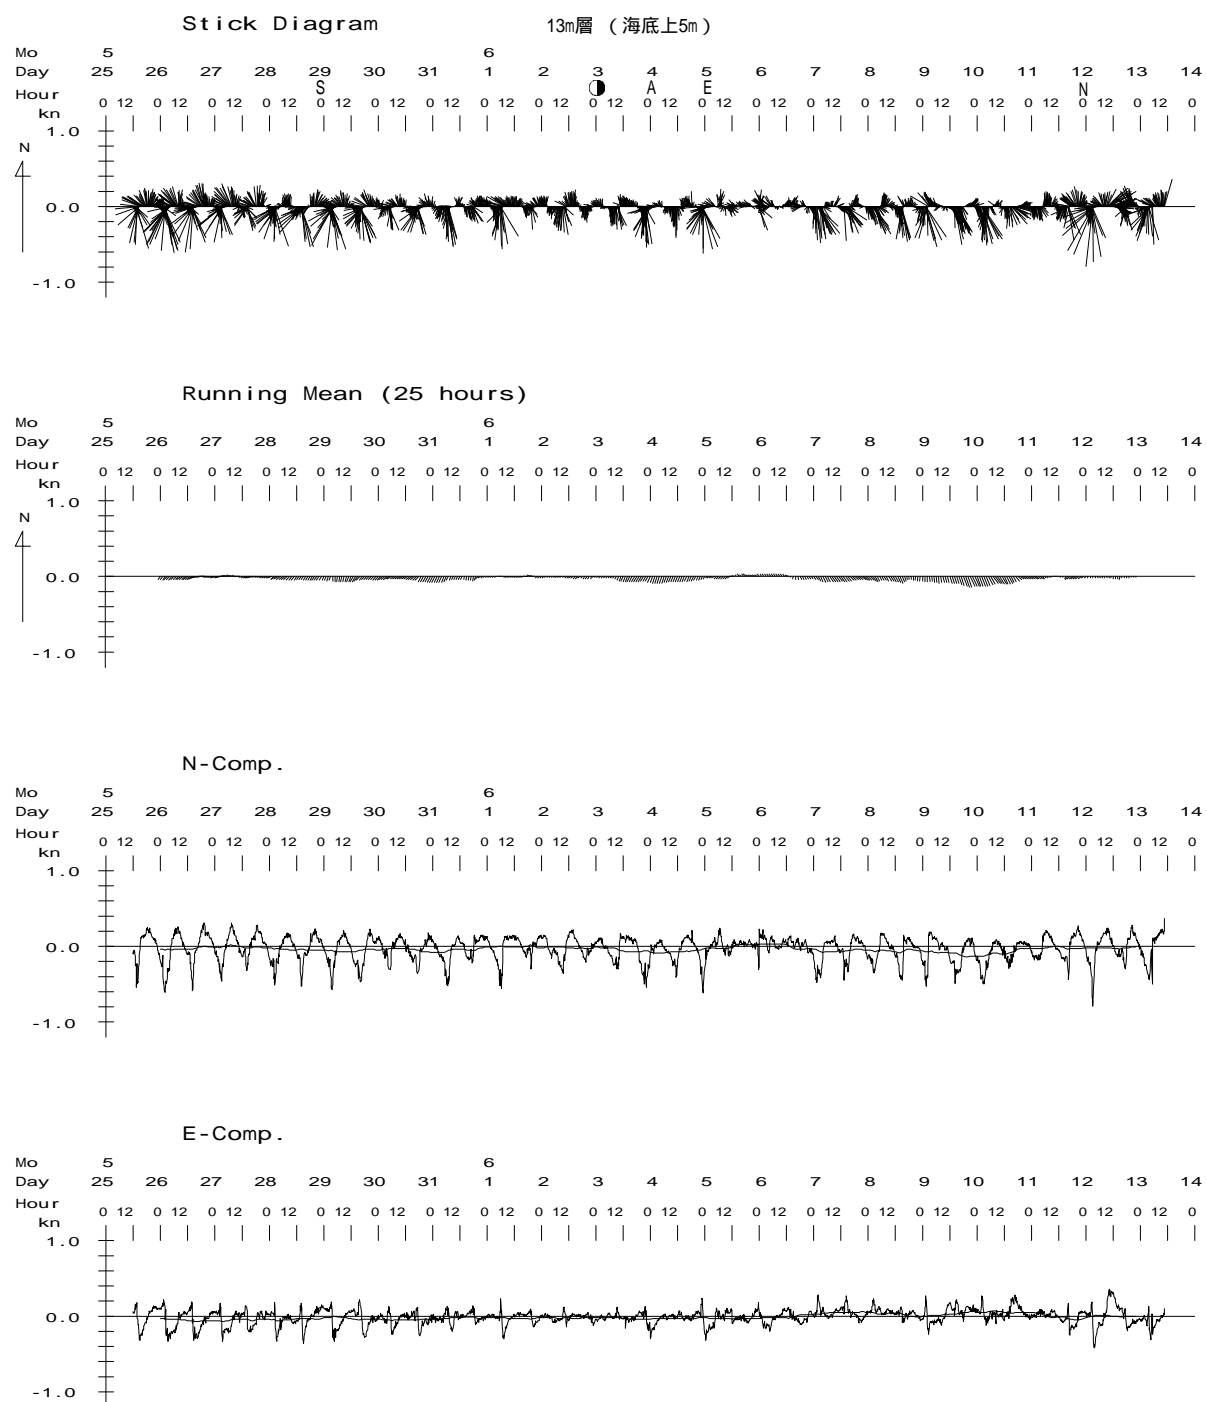 Stick Diagram 13m層 （海底上5m）
Mo 5 6
Day 25 26 27 28 29 30 31 1 2 3 4 5 6 7 8 9 10 11 12 13 14
S A E N
Hour 0 12 0 12 0 12 0 12 0 12 0 12 0 12 0 12 0 12 0 12 0 12 0 12 0 12 0 12 0 12 0 12 0 12 0 12 0 12 0 12 0
kn
1.0
N
0.0
-1.0
Running Mean (25 hours)
Mo 5 6
Day 25 26 27 28 29 30 31 1 2 3 4 5 6 7 8 9 10 11 12 13 14
Hour 0 12 0 12 0 12 0 12 0 12 0 12 0 12 0 12 0 12 0 12 0 12 0 12 0 12 0 12 0 12 0 12 0 12 0 12 0 12 0 12 0
kn
1.0
N
0.0
-1.0
N-Comp.
Mo 5 6
Day 25 26 27 28 29 30 31 1 2 3 4 5 6 7 8 9 10 11 12 13 14
Hour 0 12 0 12 0 12 0 12 0 12 0 12 0 12 0 12 0 12 0 12 0 12 0 12 0 12 0 12 0 12 0 12 0 12 0 12 0 12 0 12 0
kn
1.0
0.0
-1.0
E-Comp.
Mo 5 6
Day 25 26 27 28 29 30 31 1 2 3 4 5 6 7 8 9 10 11 12 13 14
Hour 0 12 0 12 0 12 0 12 0 12 0 12 0 12 0 12 0 12 0 12 0 12 0 12 0 12 0 12 0 12 0 12 0 12 0 12 0 12 0 12 0
kn
1.0
0.0
-1.0